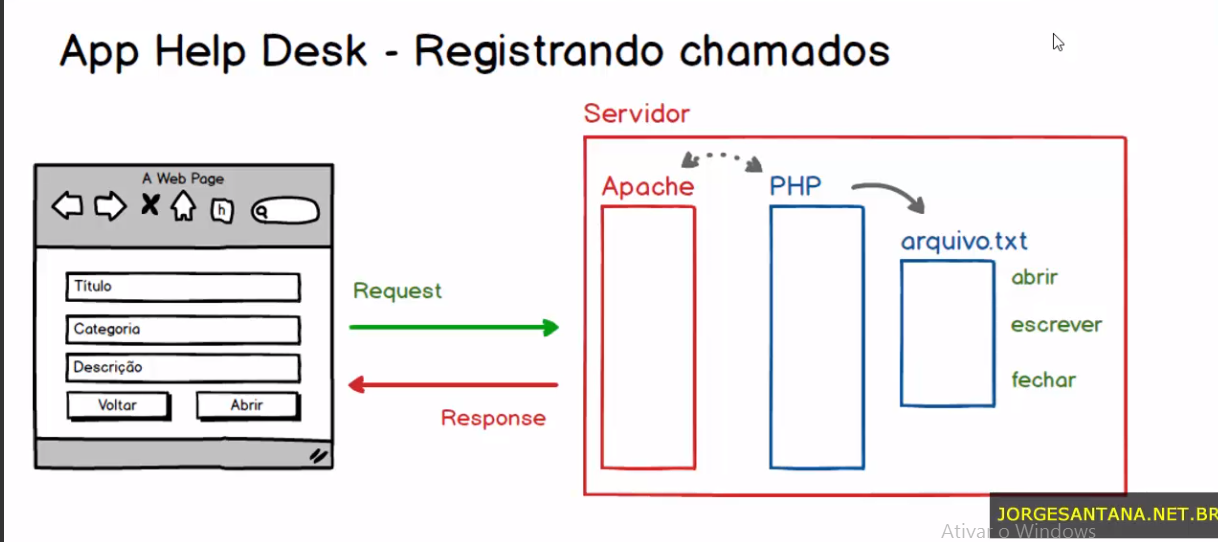 App Help Desk - Registrando chamados
Servidor
A Web Page
h
Apache
PHP
arquivo.txt
Título
Categoria
Descrição
Voltar
Abrir
Request
Response
abrir
escrever
fechar
JORGESANTANA.NET.BR
Ativar o Windows